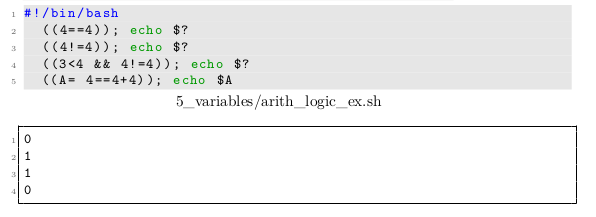 1 #!/bin/bash
2 ((4==4)); echo $?
3 ((4!=4)); echo $?
4 ((3<4 && 4!=4)); echo $?
5 ((A= 4==4+4)); echo $A
5_variables/arith_logic_ex.sh
1 0
2 1
3 1
4 0